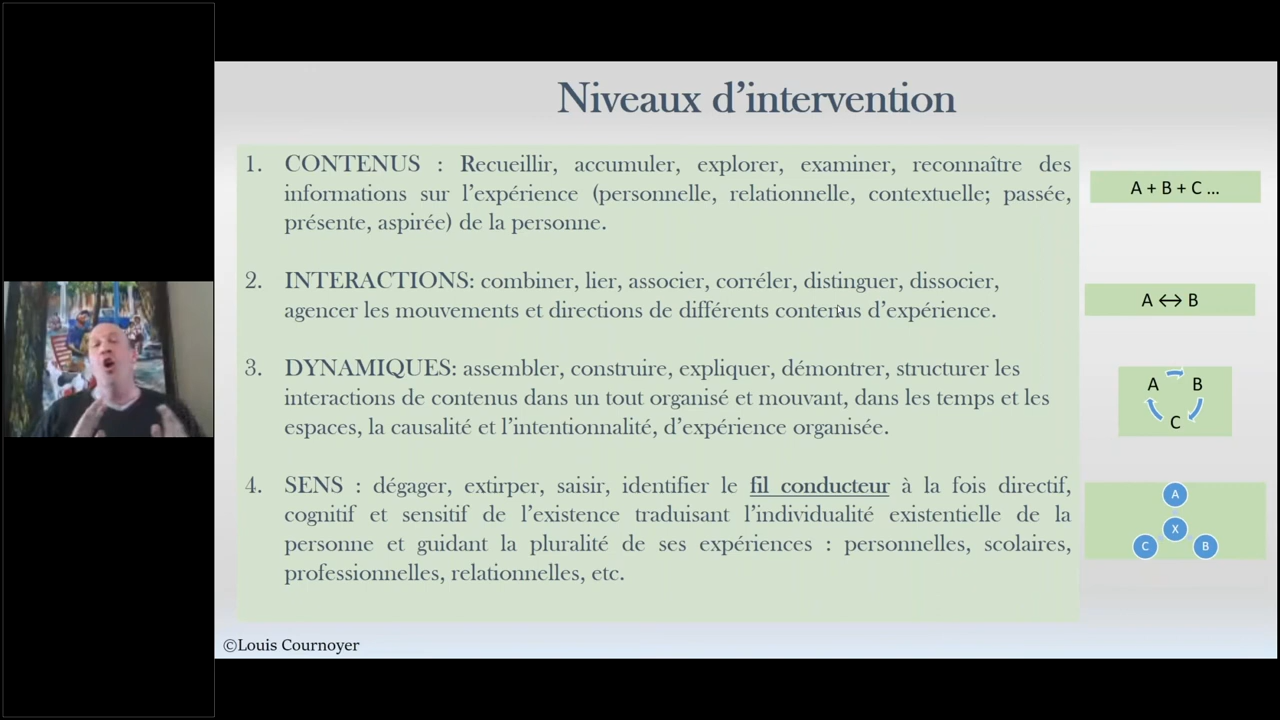 Niveaux d'intervention
1. CONTENUS : Recueillir, accumuler, explorer, examiner, reconnaître des
informations sur l'expérience (personnelle, relationnelle, contextuelle; passée,
présente, aspirée) de la personne.
A + B + C ...
2. INTERACTIONS: combiner, lier, associer, corréler, distinguer, dissocier,
agencer les mouvements et directions de différents contenus d'expérience.
A ↔ B
3. DYNAMIQUES: assembler, construire, expliquer, démontrer, structurer les
interactions de contenus dans un tout organisé et mouvant, dans les temps et les
espaces, la causalité et l'intentionnalité, d'expérience organisée.
A B
C
4. SENS : dégager, extirper, saisir, identifier le fil conducteur à la fois directif,
cognitif et sensitif de l'existence traduisant l'individualité existentielle de la
personne et guidant la pluralité de ses expériences : personnelles, scolaires,
professionnelles, relationnelles, etc.
A
X
C B
©Louis Cournoyer